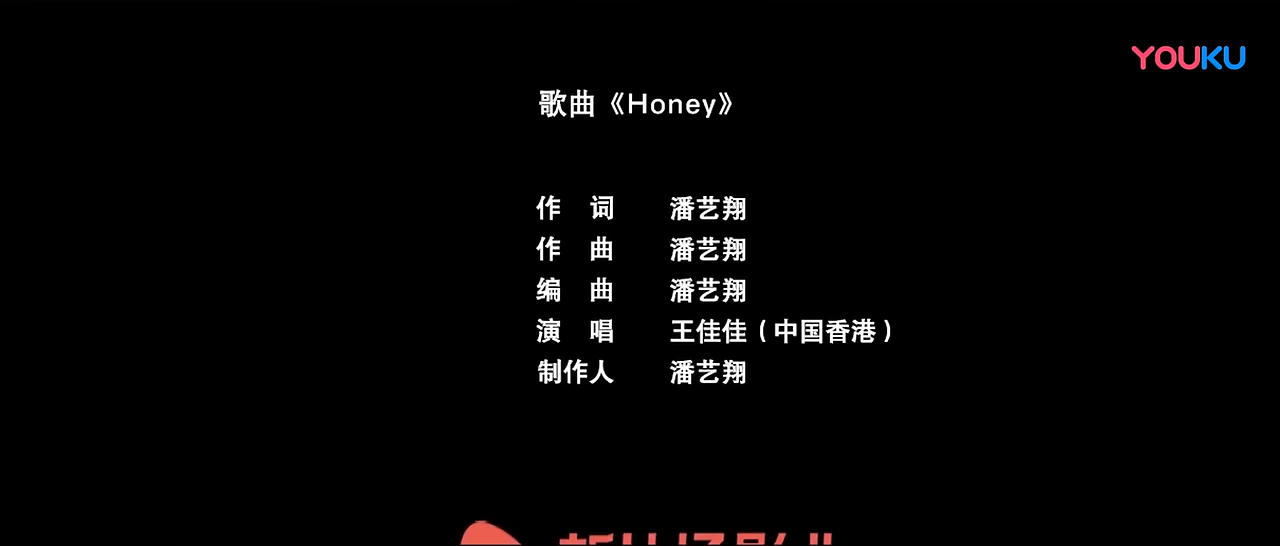 YOUKU
歌曲《Honey》
作 词 潘艺翔
作 曲 潘艺翔
编 曲 潘艺翔
演 唱 王佳佳（中国香港）
制作人 潘艺翔